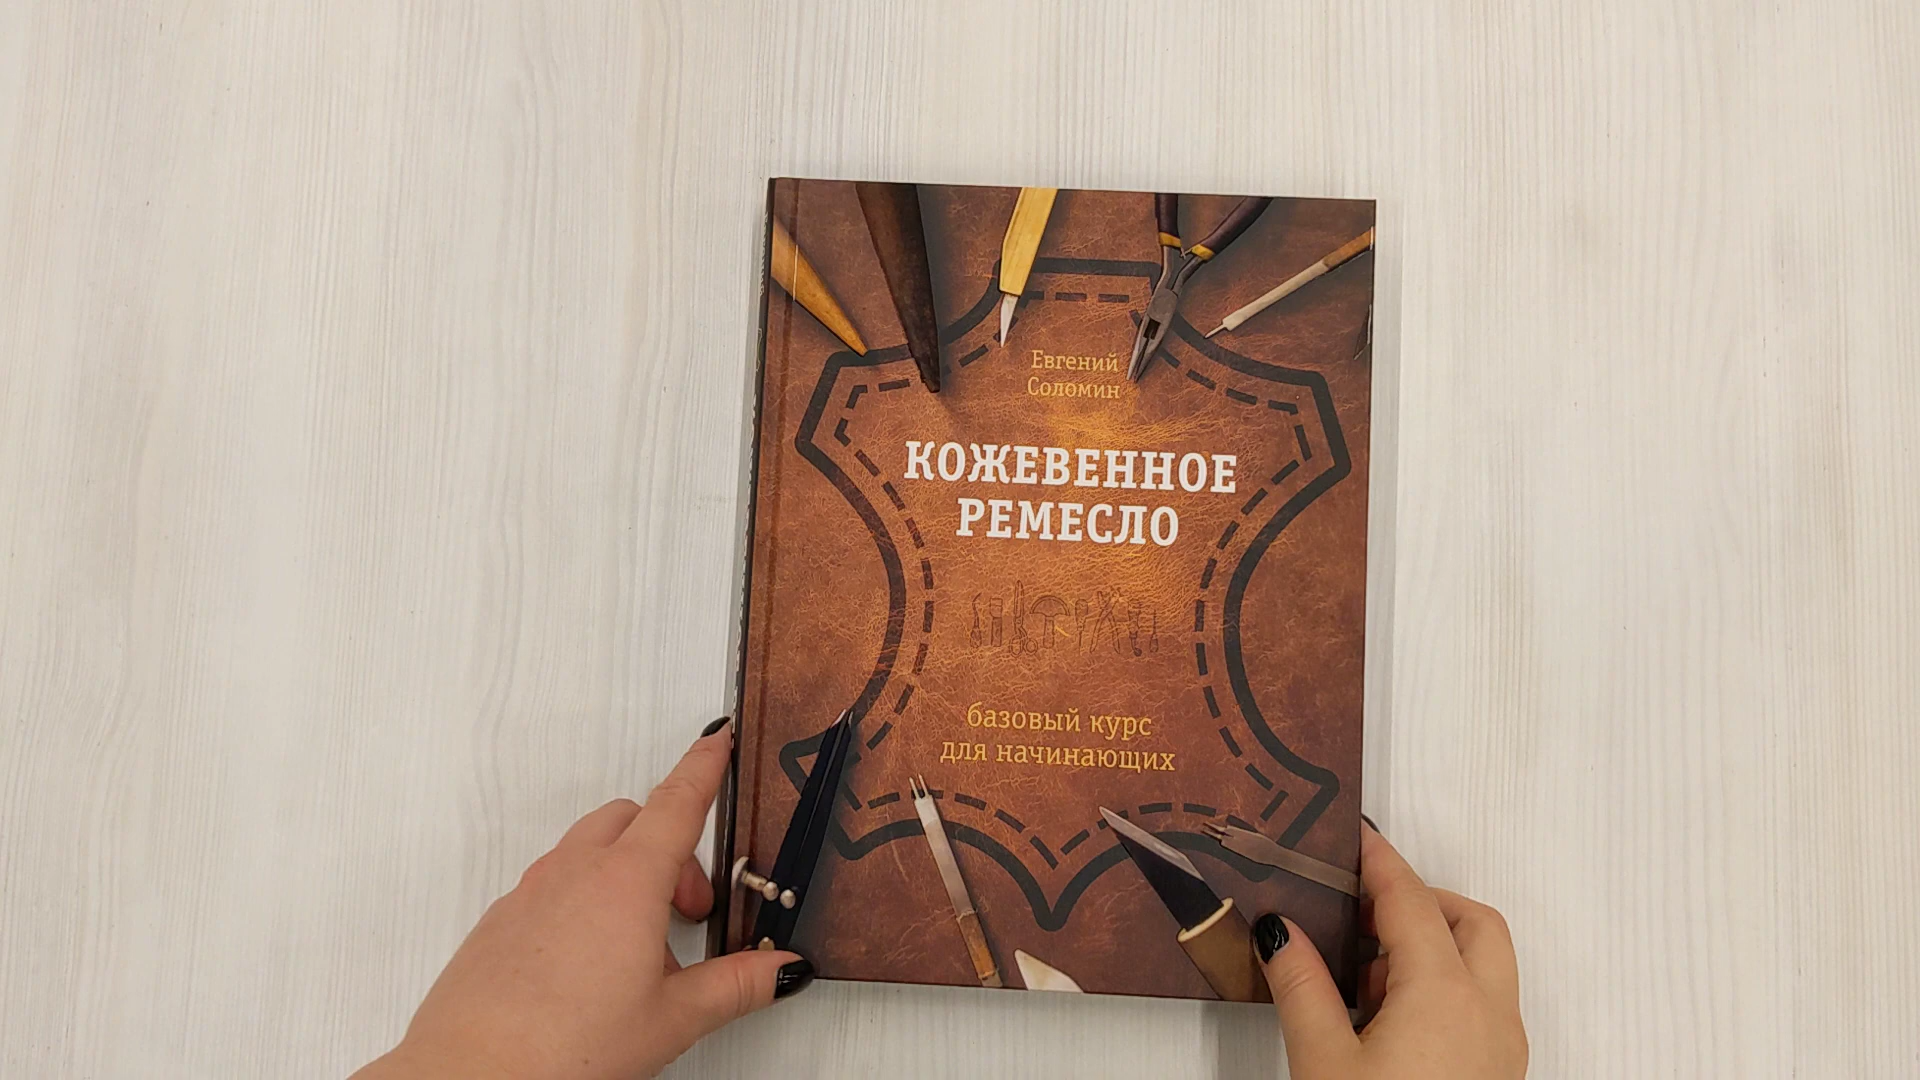 Евгений
Соломин
КОЖЕВЕННОЕ
РЕМЕСЛО
базовый курс
для начинающих